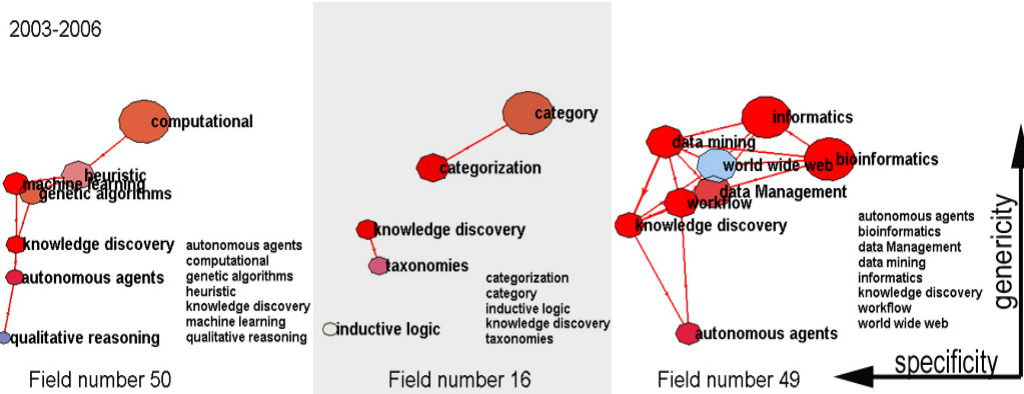 2003-2006
computational
heuristic
machine learning
genetic algorithms
knowledge discovery
autonomous agents
qualitative reasoning
autonomous agents
computational
genetic algorithms
heuristic
knowledge discovery
machine learning
qualitative reasoning
Field number 50
category
categorization
knowledge discovery
taxonomies
inductive logic
categorization
category
inductive logic
knowledge discovery
taxonomies
Field number 16
informatics
data mining
world wide web
bioinformatics
data Management
workflow
knowledge discovery
autonomous agents
autonomous agents
bioinformatics
data Management
data mining
informatics
knowledge discovery
workflow
world wide web
Field number 49
genericity
specificity